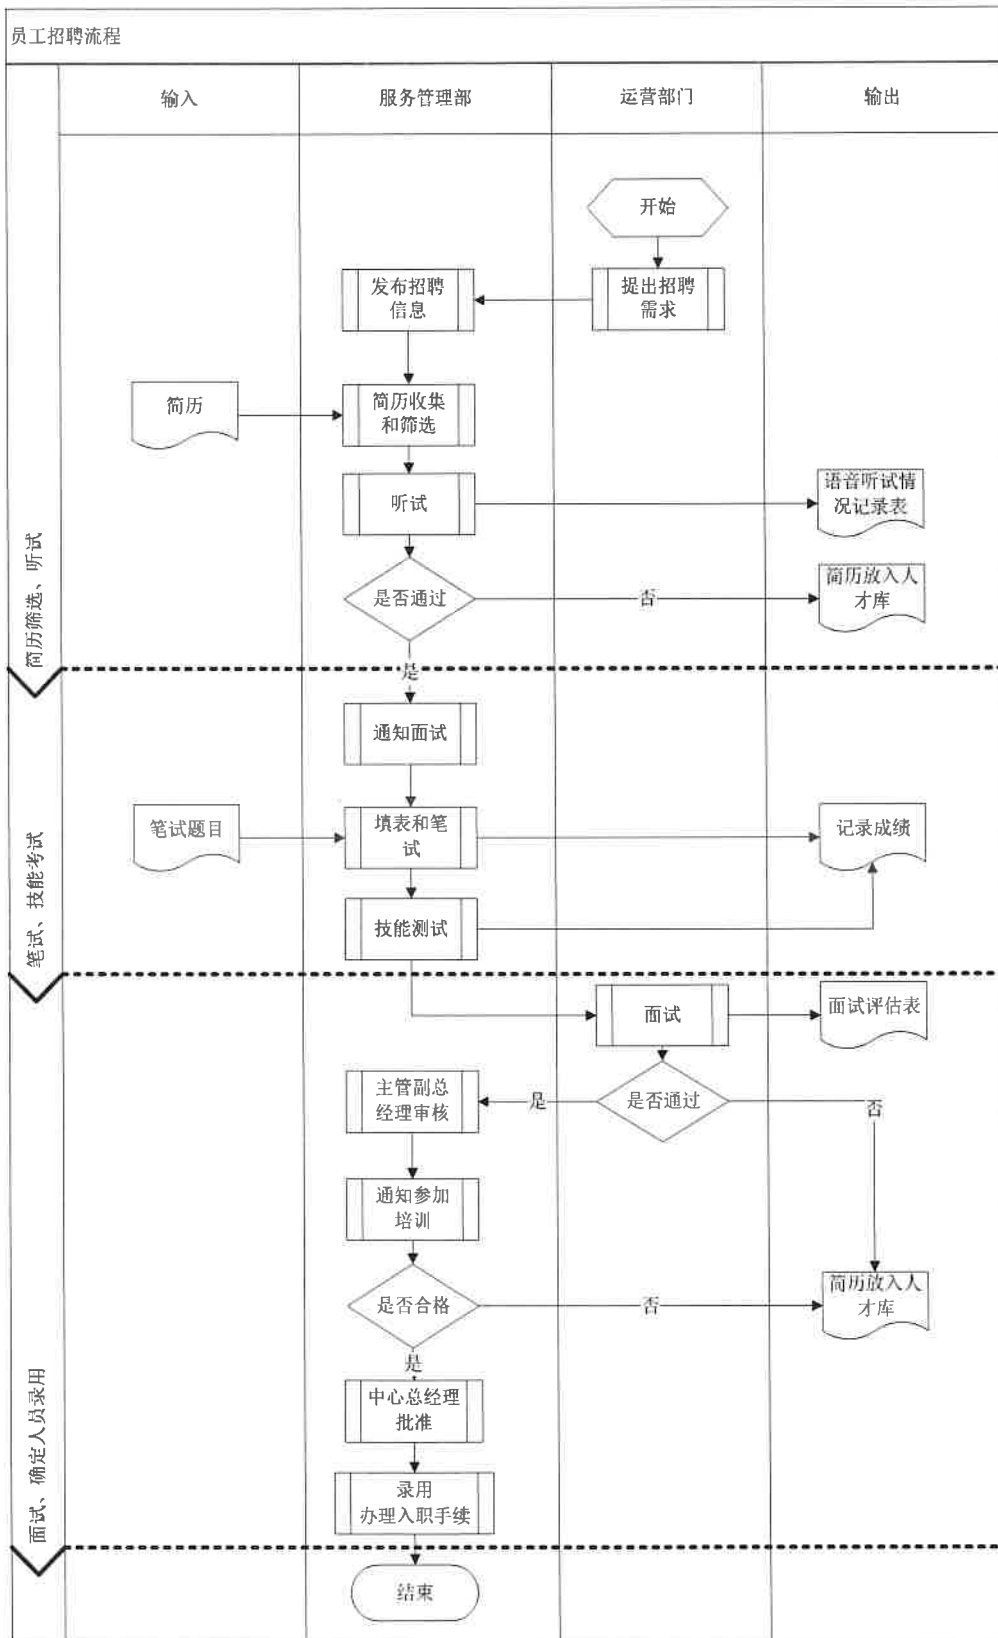 员工招聘流程
输入
服务管理部
运营部门
输出
开始
发布招聘
信息
提出招聘
需求
简历
简历收集
和筛选
听试
语音听试情
况记录表
是否通过
否
简历放入人
才库
简历筛选、听试
是
通知面试
笔试题目
填表和笔
试
记录成绩
技能测试
笔试、技能考试
面试
面试评估表
主管副总
经理审核
是
是否通过
否
通知参加
培训
是否合格
否
简历放入人
才库
是
中心总经理
批准
录用
办理入职手续
面试、确定人员录用
结束